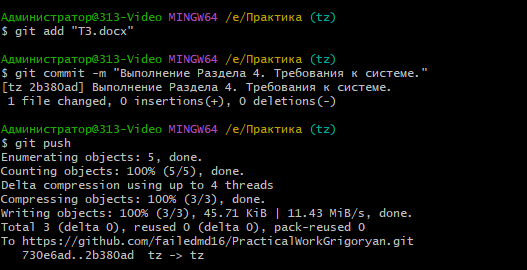 Администратор@313-Video MINGW64 /e/Практика (tz)
$ git add "ТЗ.docx"
Администратор@313-Video MINGW64 /e/Практика (tz)
$ git commit -m "Выполнение Раздела 4. Требования к системе."
[tz 2b380ad] Выполнение Раздела 4. Требования к системе.
 1 file changed, 0 insertions(+), 0 deletions(-)
Администратор@313-Video MINGW64 /e/Практика (tz)
$ git push
Enumerating objects: 5, done.
Counting objects: 100% (5/5), done.
Delta compression using up to 4 threads
Compressing objects: 100% (3/3), done.
Writing objects: 100% (3/3), 45.71 KiB | 11.43 MiB/s, done.
Total 3 (delta 0), reused 0 (delta 0), pack-reused 0
To https://github.com/failedmd16/PracticalWorkGrigoryan.git
   730e6ad..2b380ad  tz -> tz